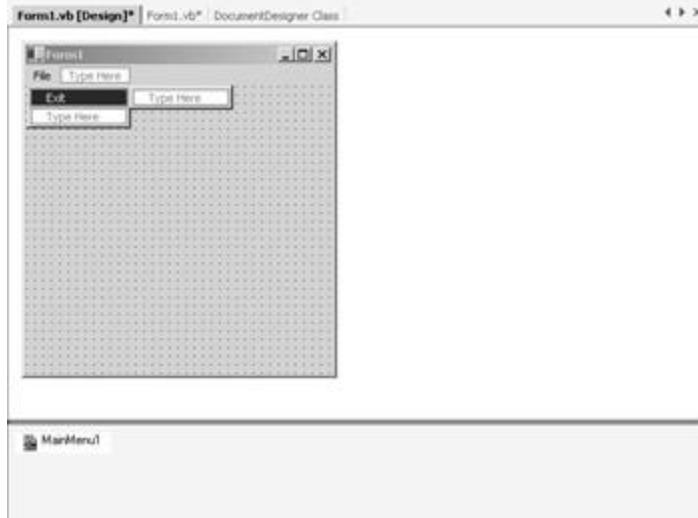 Form1.vb [Design]* Form1.vb* DocumentDesigner Class
Form1
File Type Here
Exit Type Here
Type Here
MainMenu1